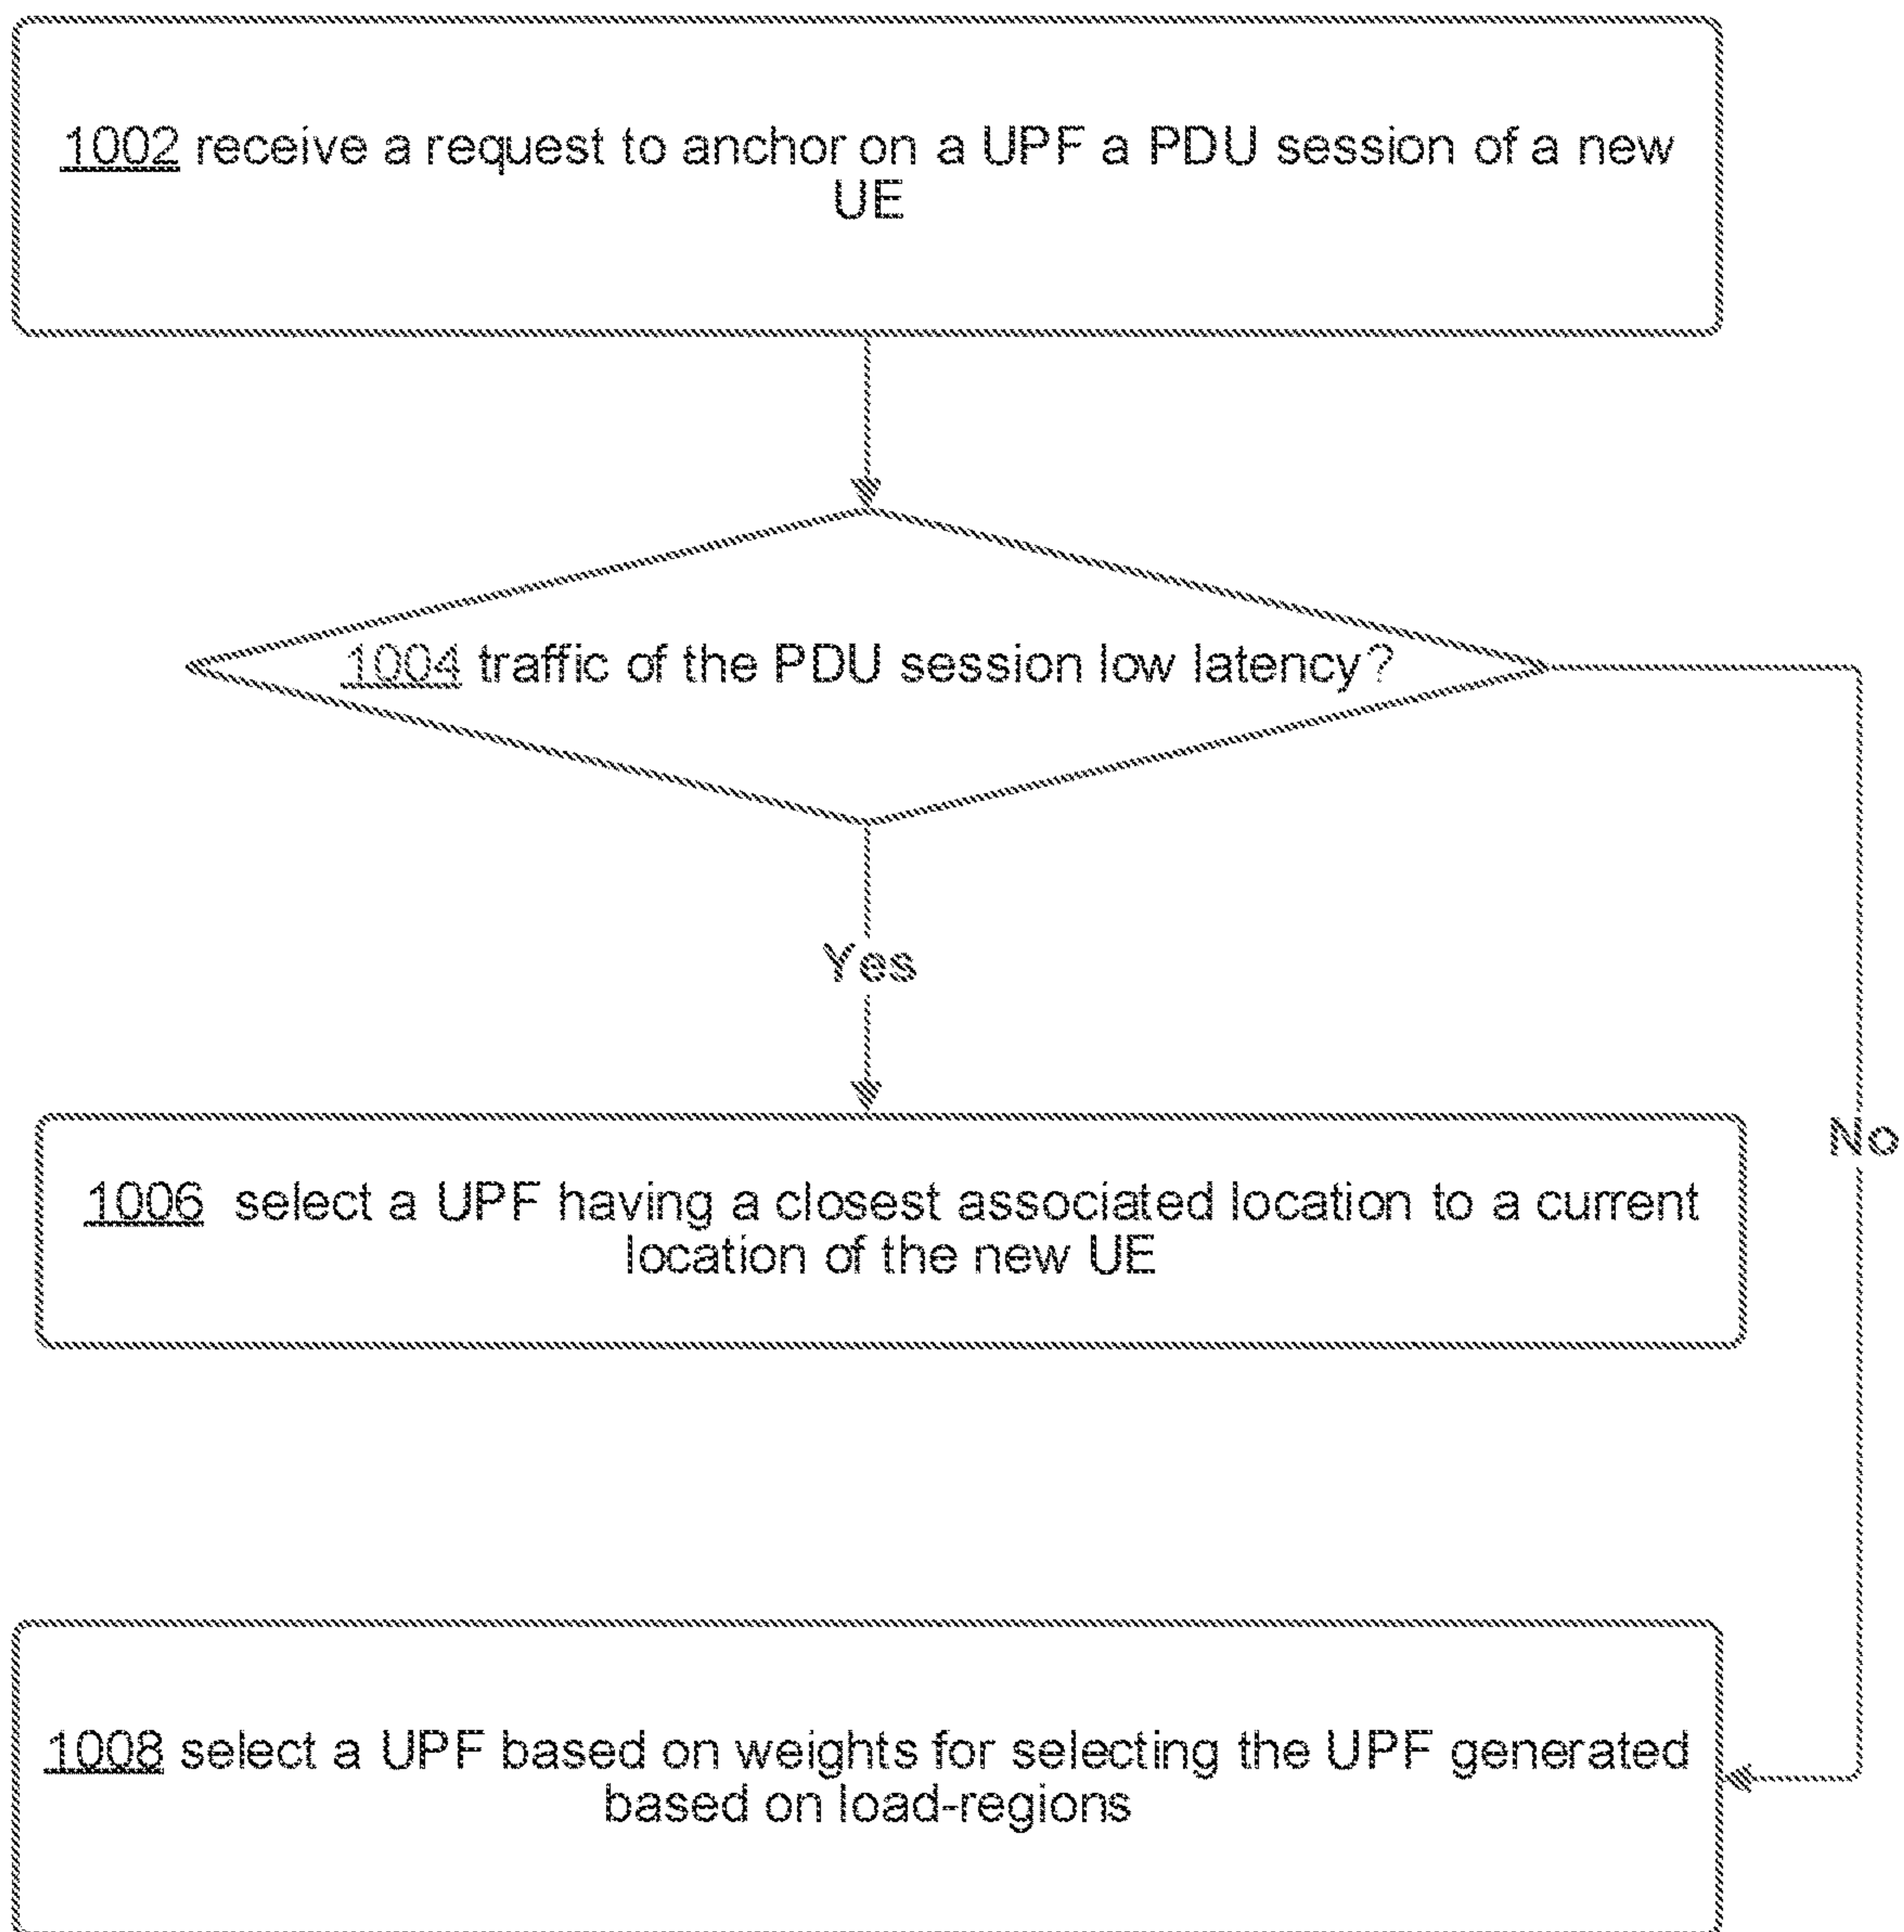 1002 receive a request to anchor on a UPF a PDU session of a new
UE
1004 traffic of the PDU session low latency?
Yes
No
1006 select a UPF having a closest associated location to a current
location of the new UE
1008 select a UPF based on weights for selecting the UPF generated
based on load-regions